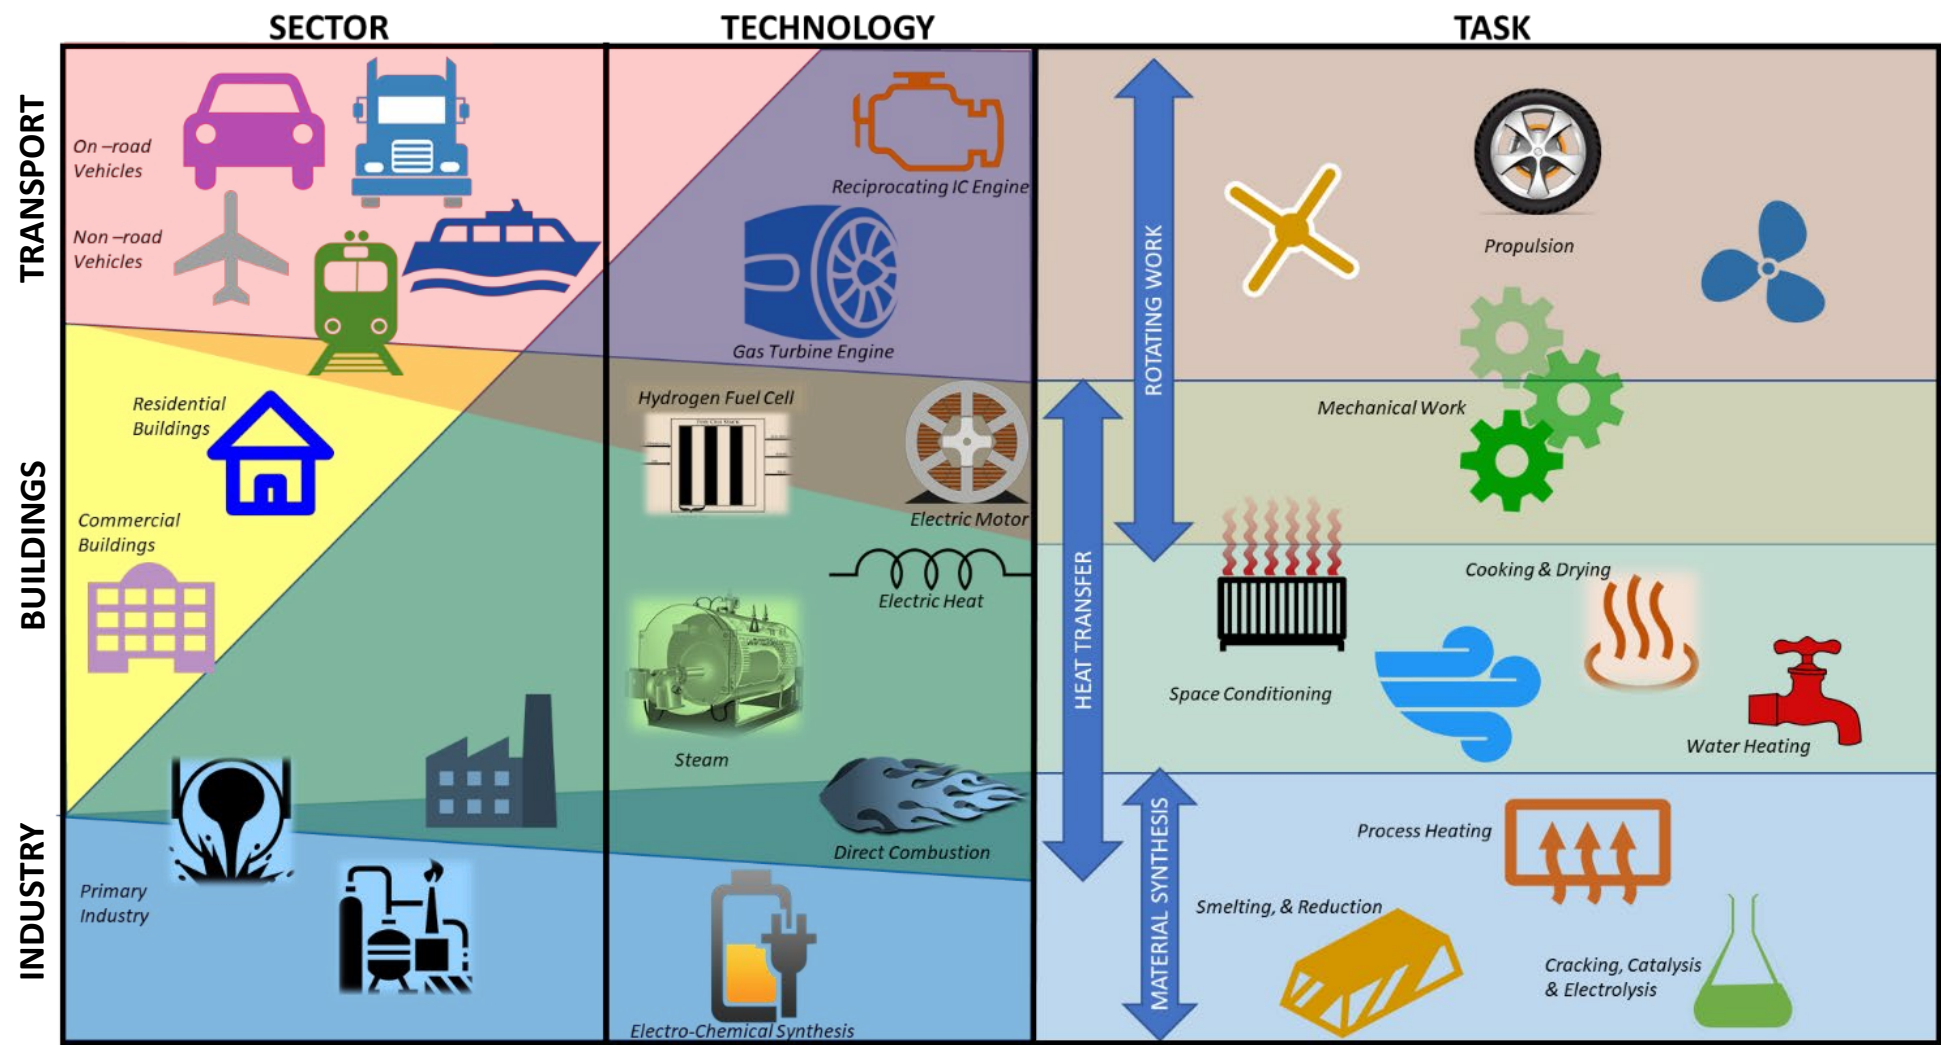 SECTOR
TECHNOLOGY
TASK
TRANSPORT
BUILDINGS
INDUSTRY
On –road
Vehicles
Non –road
Vehicles
Residential
Buildings
Commercial
Buildings
Primary
Industry
Reciprocating IC Engine
Gas Turbine Engine
Hydrogen Fuel Cell
Electric Motor
Electric Heat
Steam
Direct Combustion
Electro-Chemical Synthesis
ROTATING WORK
HEAT TRANSFER
MATERIAL SYNTHESIS
Propulsion
Mechanical Work
Cooking & Drying
Space Conditioning
Water Heating
Process Heating
Smelting, & Reduction
Cracking, Catalysis
& Electrolysis